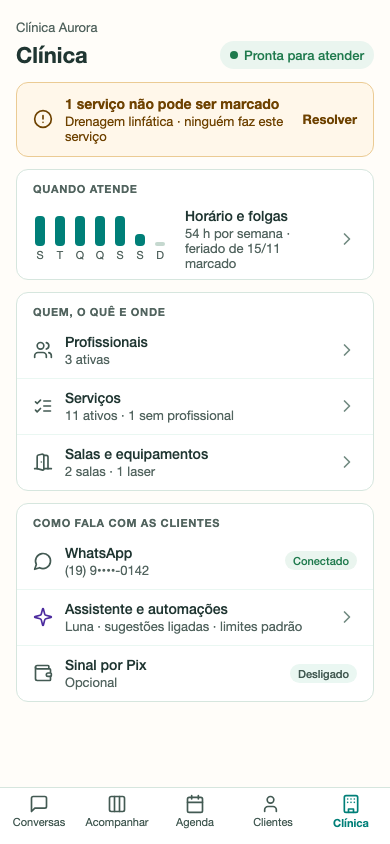 Clínica Aurora
Clínica
Pronta para atender
1 serviço não pode ser marcado
Drenagem linfática · ninguém faz este
serviço
Resolver
QUANDO ATENDE
S T Q Q S S D
Horário e folgas
54 h por semana ·
feriado de 15/11
marcado
QUEM, O QUÊ E ONDE
Profissionais
3 ativas
Serviços
11 ativos · 1 sem profissional
Salas e equipamentos
2 salas · 1 laser
COMO FALA COM AS CLIENTES
WhatsApp
(19) 9••••-0142
Conectado
Assistente e automações
Luna · sugestões ligadas · limites padrão
Sinal por Pix
Opcional
Desligado
Conversas
Acompanhar
Agenda
Clientes
Clínica